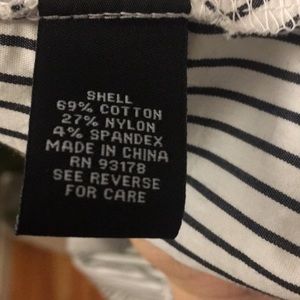 SHELL
69% COTTON
27% NYLON
4% SPANDEX
MADE IN CHINA
RN 93178
SEE REVERSE
FOR CARE